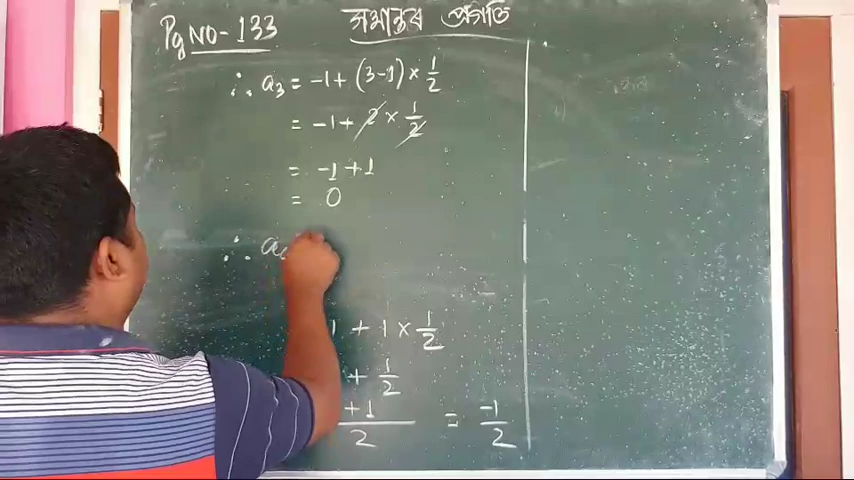 Pg NO-133
সমান্তৰ প্ৰগতি
∴ a₃ = -1 + (3-1) × 1/2
= -1 + 2 × 1/2
= -1 + 1
= 0
∴ a
1 + 1 × 1/2
+ 1/2
+1/2 = -1/2